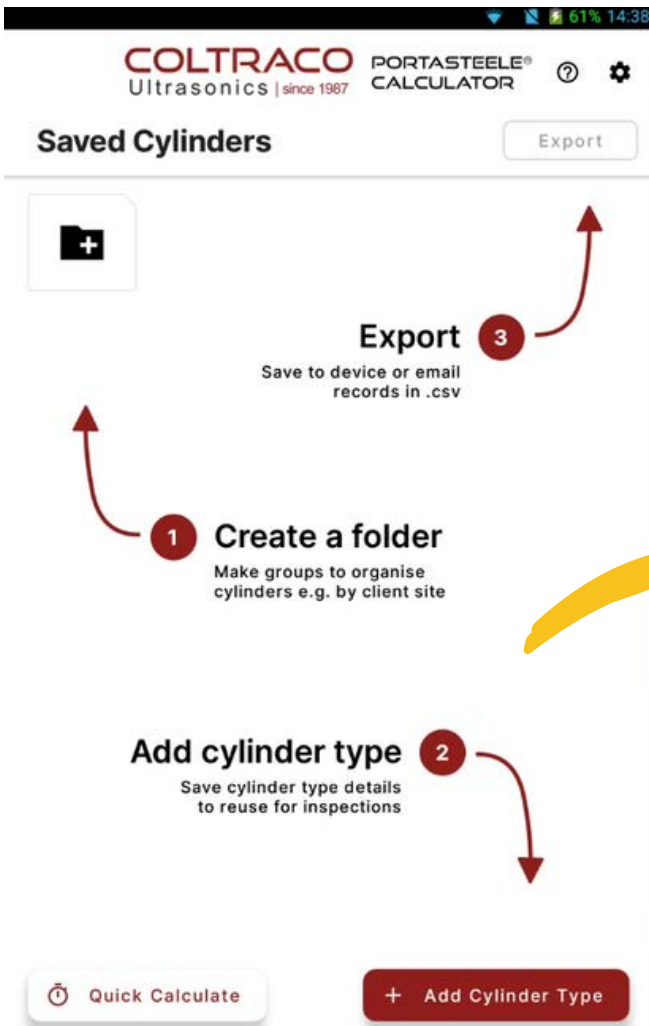 61% 14:38
COLTRACO
Ultrasonics | since 1987
PORTASTEELE®
CALCULATOR
Saved Cylinders
Export
Export
3
Save to device or email
records in .csv
1
Create a folder
Make groups to organise
cylinders e.g. by client site
Add cylinder type
2
Save cylinder type details
to reuse for inspections
Quick Calculate
+ Add Cylinder Type